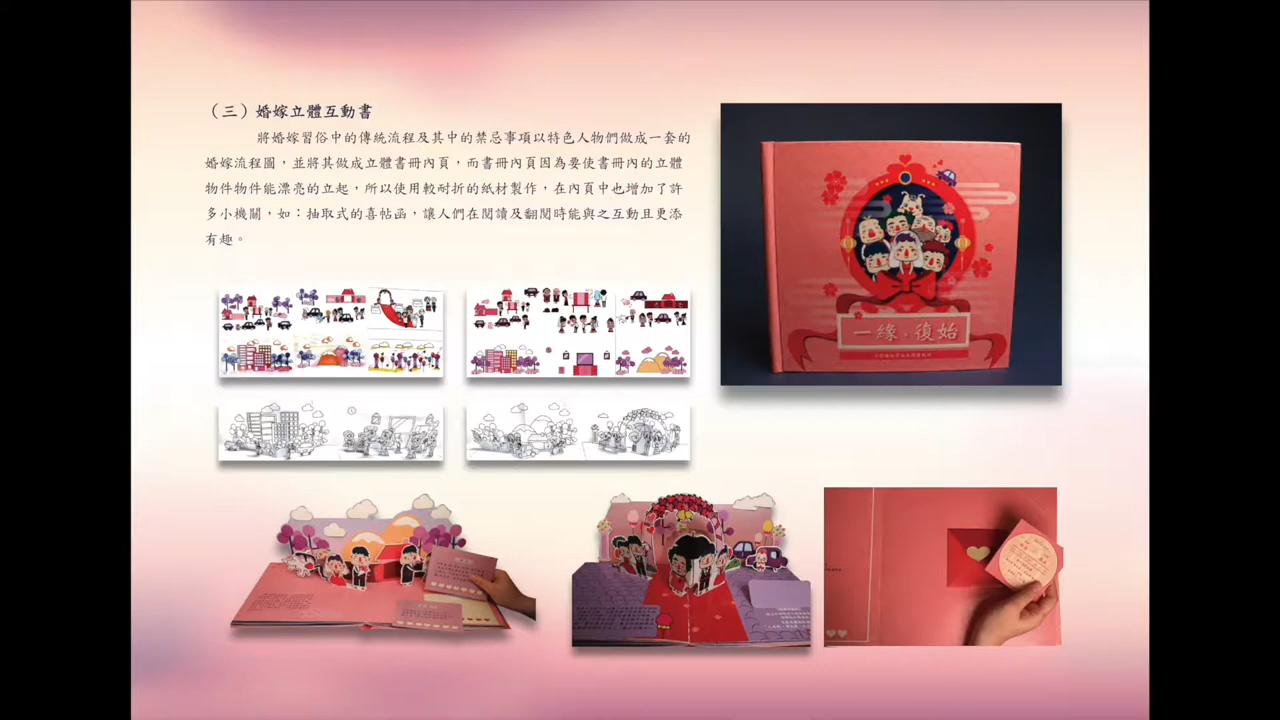 （三）婚嫁立體互動書
將婚嫁習俗中的傳統流程及其中的禁忌事項以特色人物們做成一套的
婚嫁流程圖，並將其做成立體書冊內頁，而書冊內頁因為要使書冊內的立體
物件物件能漂亮的立起，所以使用較耐折的紙材製作，在內頁中也增加了許
多小機關，如：抽取式的喜帖函，讓人們在閱讀及翻閱時能與之互動且更添
有趣。
一緣．復始